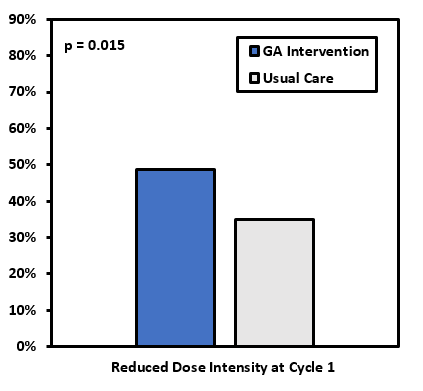 90%
80%
70%
60%
50%
40%
30%
20%
10%
0%
p = 0.015
GA Intervention
Usual Care
Reduced Dose Intensity at Cycle 1